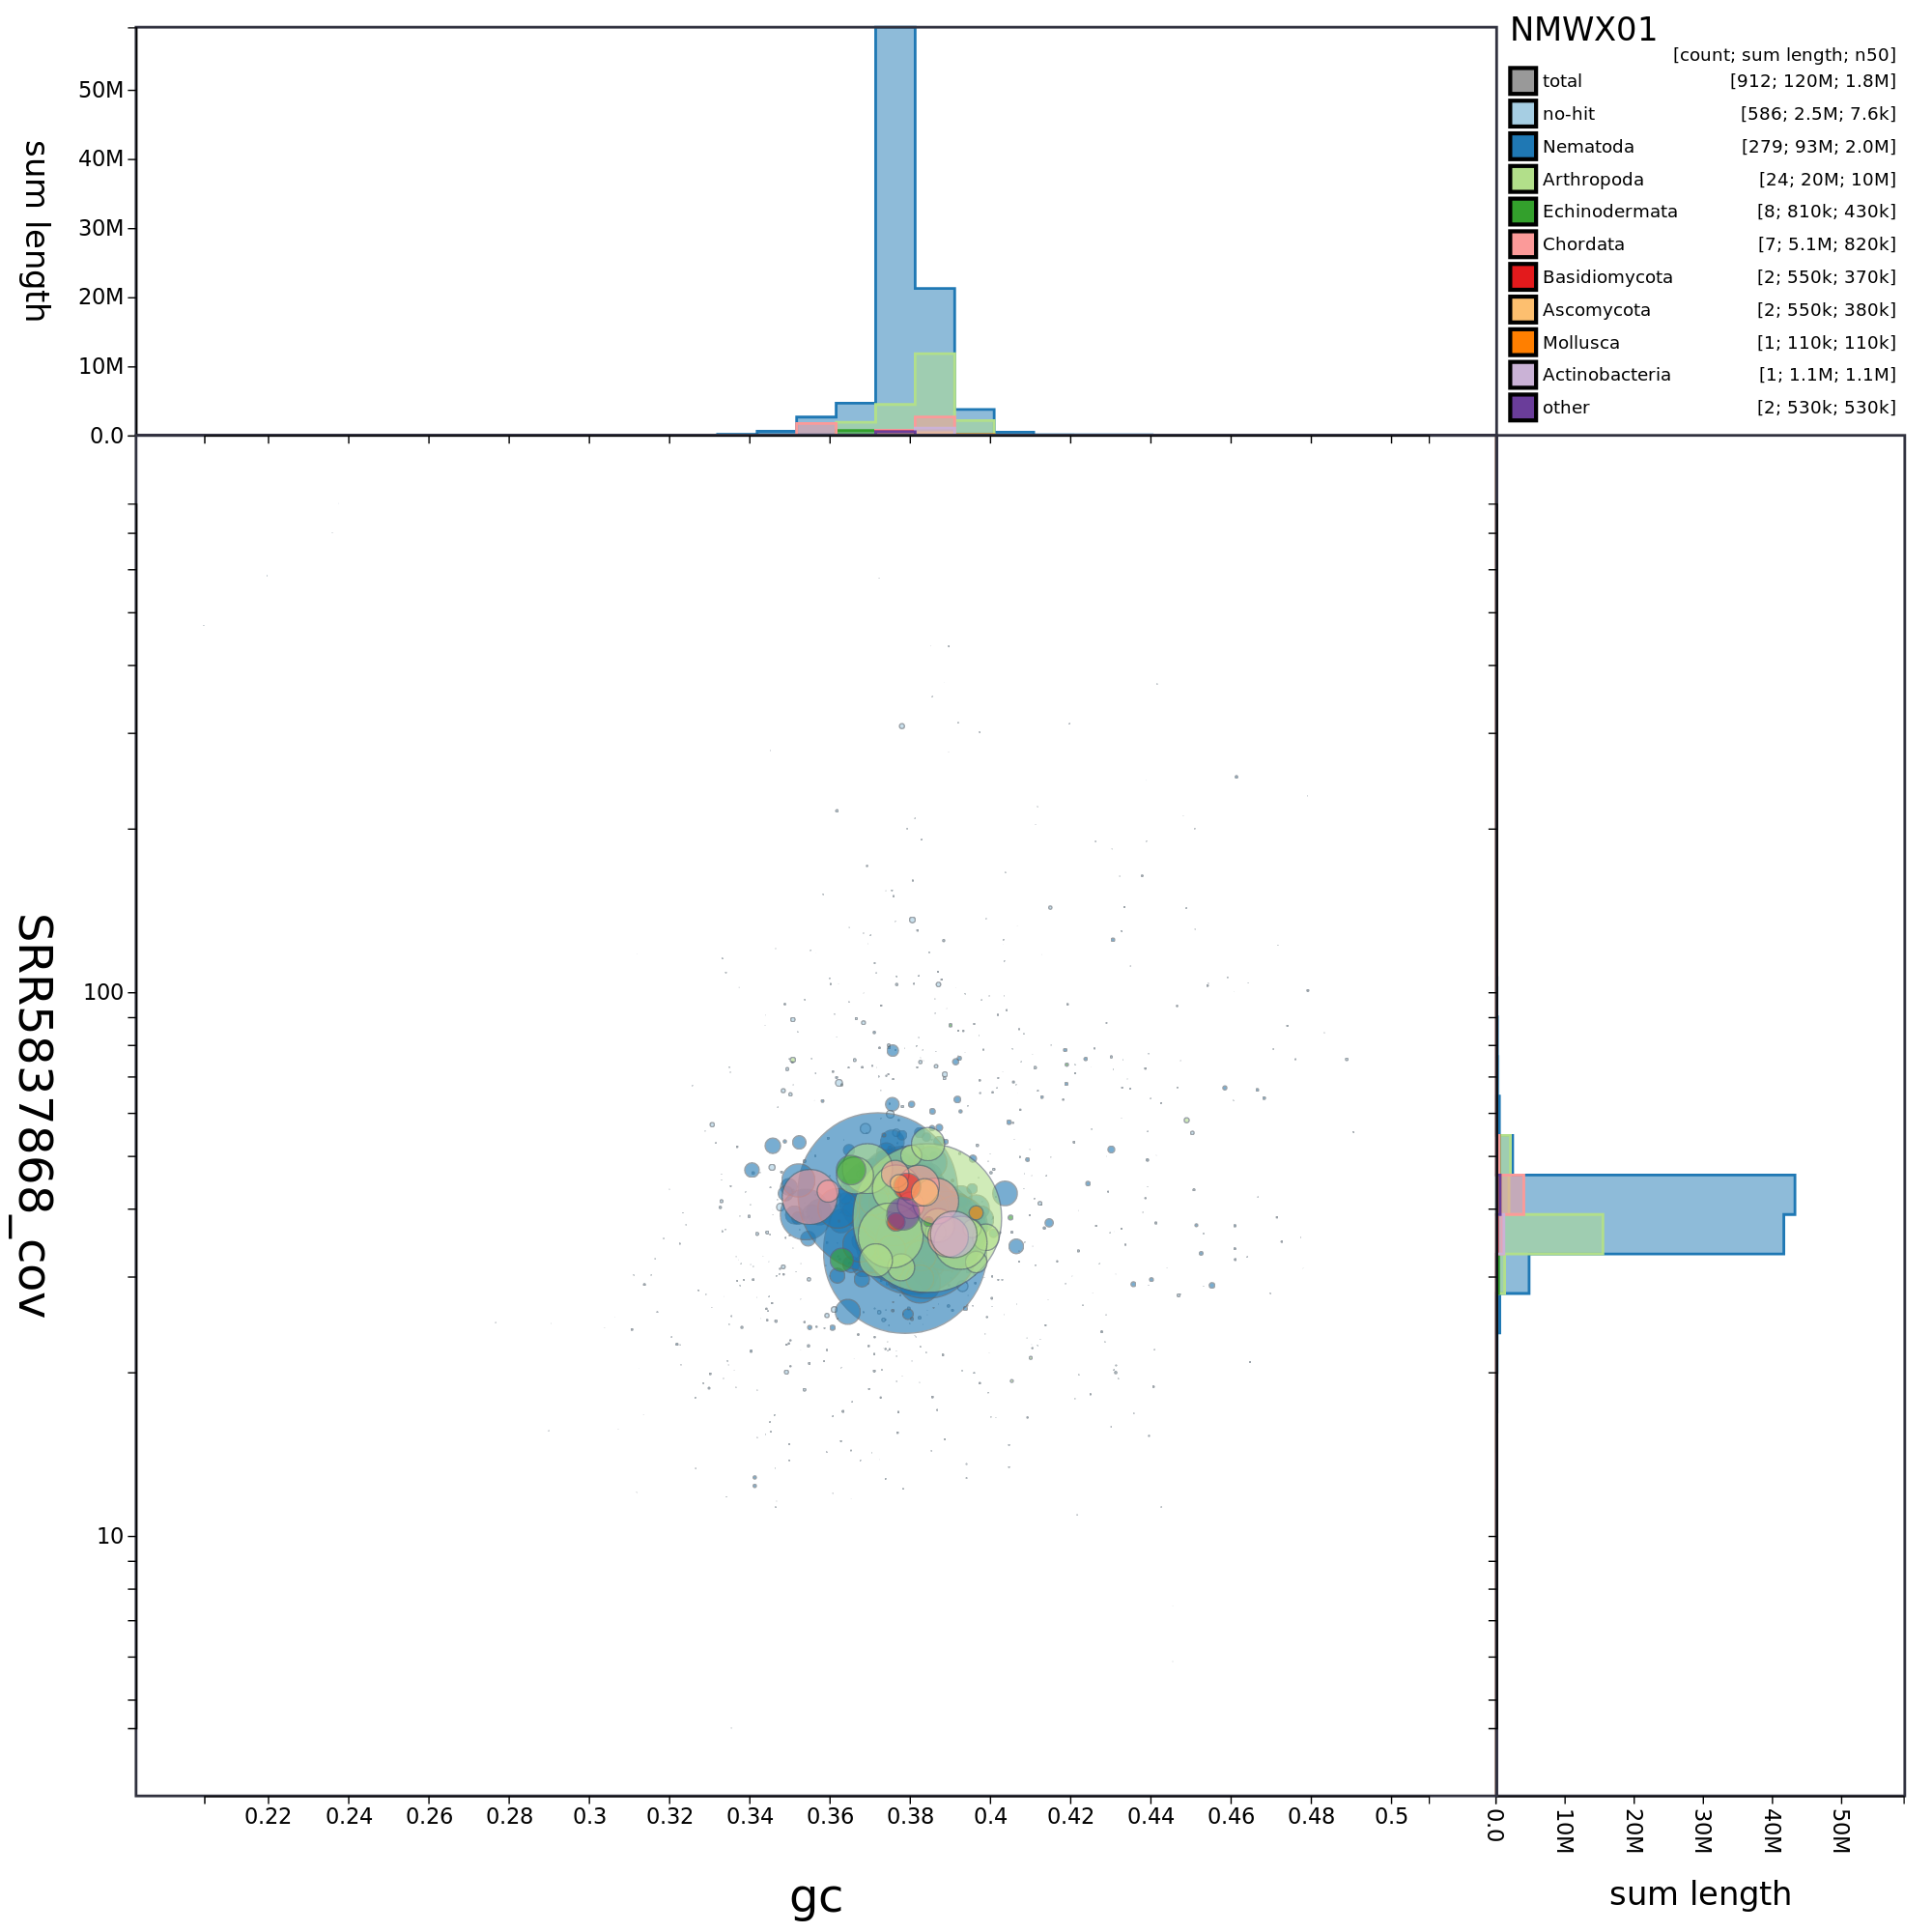 NMWX01
[count; sum length; n50]
total [912; 120M; 1.8M]
no-hit [586; 2.5M; 7.6k]
Nematoda [279; 93M; 2.0M]
Arthropoda [24; 20M; 10M]
Echinodermata [8; 810k; 430k]
Chordata [7; 5.1M; 820k]
Basidiomycota [2; 550k; 370k]
Ascomycota [2; 550k; 380k]
Mollusca [1; 110k; 110k]
Actinobacteria [1; 1.1M; 1.1M]
other [2; 530k; 530k]
sum length
50M
40M
30M
20M
10M
0.0
SRR5837868_cov
100
10
0.22 0.24 0.26 0.28 0.3 0.32 0.34 0.36 0.38 0.4 0.42 0.44 0.46 0.48 0.5
gc
0.0 10M 20M 30M 40M 50M
sum length